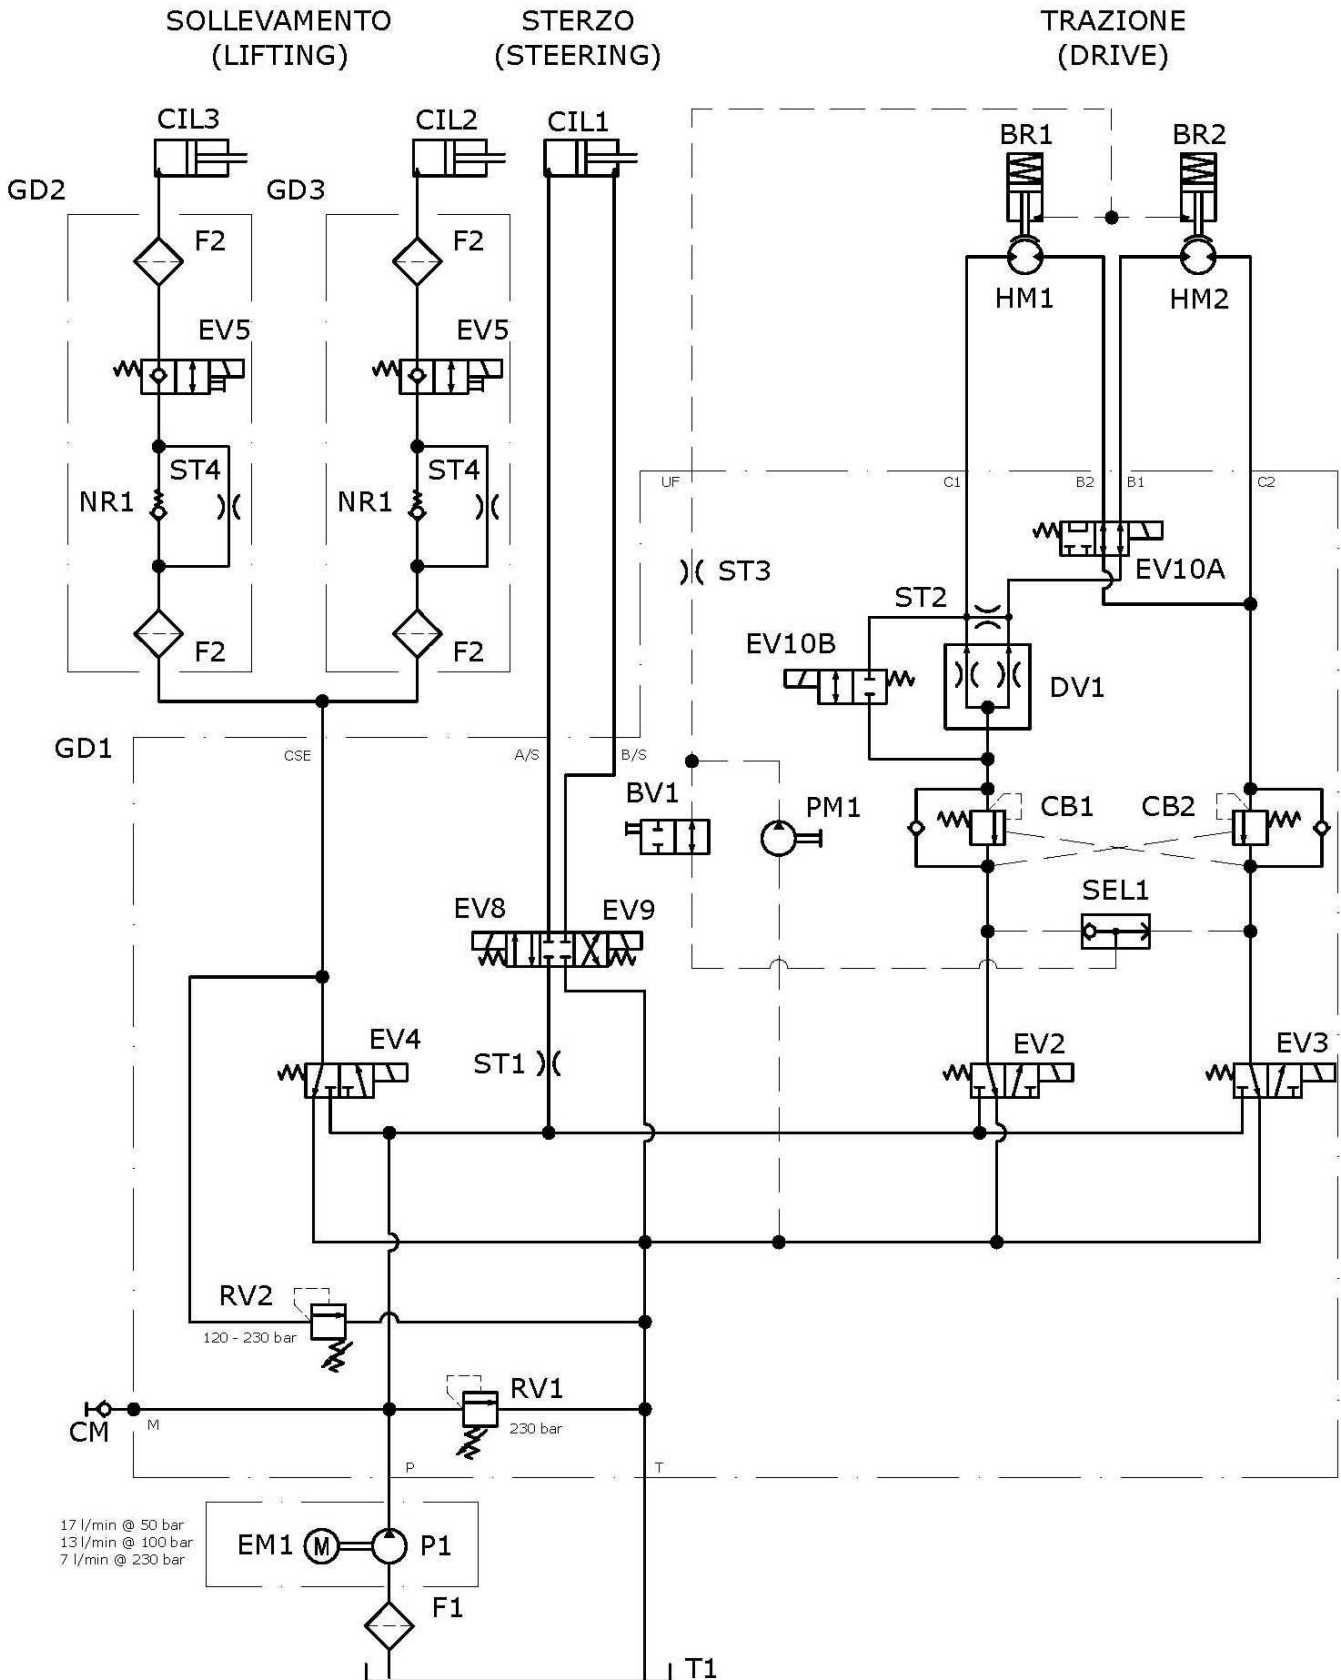 SOLLEVAMENTO
(LIFTING)
STERZO
(STEERING)
TRAZIONE
(DRIVE)
CIL3
CIL2
CIL1
BR1
BR2
GD2
GD3
F2
F2
HM1
HM2
EV5
EV5
ST4
ST4
NR1
NR1
UF
C1
B2
B1
C2
ST3
EV10A
ST2
F2
F2
EV10B
DV1
GD1
CSE
A/S
B/S
BV1
PM1
CB1
CB2
SEL1
EV8
EV9
EV4
ST1
EV2
EV3
RV2
120 - 230 bar
RV1
230 bar
CM
M
P
T
17 l/min @ 50 bar
13 l/min @ 100 bar
7 l/min @ 230 bar
EM1
M
P1
F1
T1